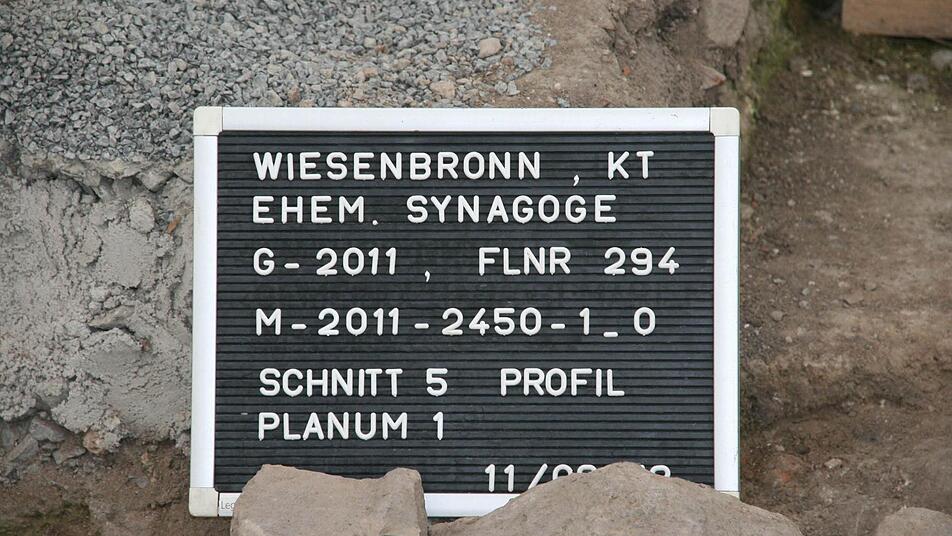 WIESENBRONN , KT
EHEM. SYNAGOGE
G-2011 , FLNR 294
M-2011-2450-1_0
SCHNITT 5 PROFIL
PLANUM 1